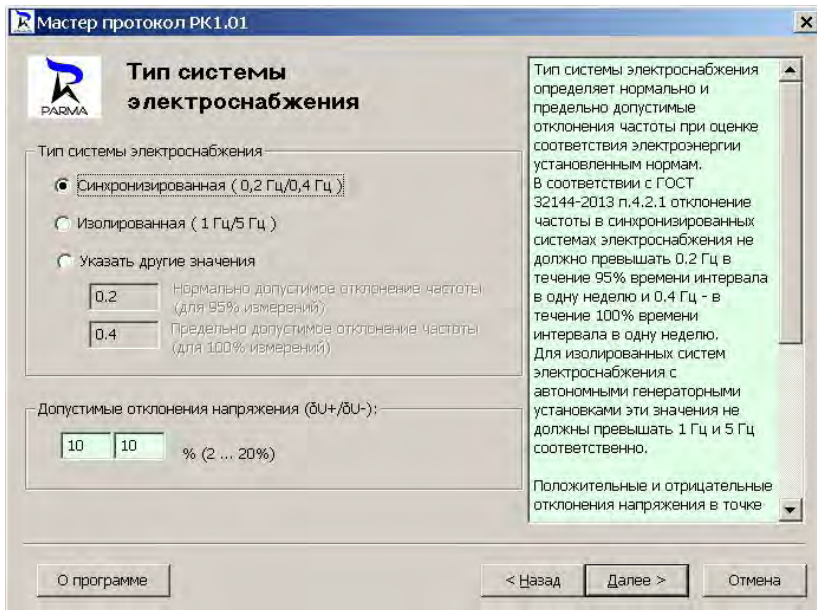 Мастер протокол РК1.01
PARMA
Тип системы
электроснабжения
Тип системы электроснабжения
Синхронизированная ( 0,2 Гц/0,4 Гц )
Изолированная ( 1 Гц/5 Гц )
Указать другие значения
0.2
Нормально допустимое отклонение частоты
(для 95% измерений)
0.4
Предельно допустимое отклонение частоты
(для 100% измерений)
Допустимые отклонения напряжения (δU+/δU-):
10 10 % (2 ... 20%)
Тип системы электроснабжения
определяет нормально и
предельно допустимые
отклонения частоты при оценке
соответствия электроэнергии
установленным нормам.
В соответствии с ГОСТ
32144-2013 п.4.2.1 отклонение
частоты в синхронизированных
системах электроснабжения не
должно превышать 0.2 Гц в
течение 95% времени интервала
в одну неделю и 0.4 Гц - в
течение 100% времени
интервала в одну неделю.
Для изолированных систем
электроснабжения с
автономными генераторными
установками эти значения не
должны превышать 1 Гц и 5 Гц
соответственно.
Положительные и отрицательные
отклонения напряжения в точке
О программе
< Назад
Далее >
Отмена